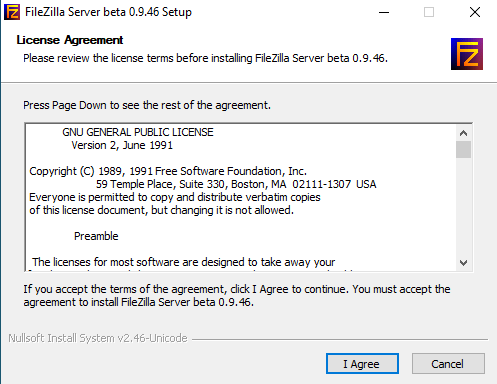 FileZilla Server beta 0.9.46 Setup
License Agreement
Please review the license terms before installing FileZilla Server beta 0.9.46.
Press Page Down to see the rest of the agreement.
GNU GENERAL PUBLIC LICENSE
Version 2, June 1991
Copyright (C) 1989, 1991 Free Software Foundation, Inc.
59 Temple Place, Suite 330, Boston, MA 02111-1307 USA
Everyone is permitted to copy and distribute verbatim copies
of this license document, but changing it is not allowed.
Preamble
The licenses for most software are designed to take away your
If you accept the terms of the agreement, click I Agree to continue. You must accept the
agreement to install FileZilla Server beta 0.9.46.
Nullsoft Install System v2.46-Unicode
I Agree
Cancel